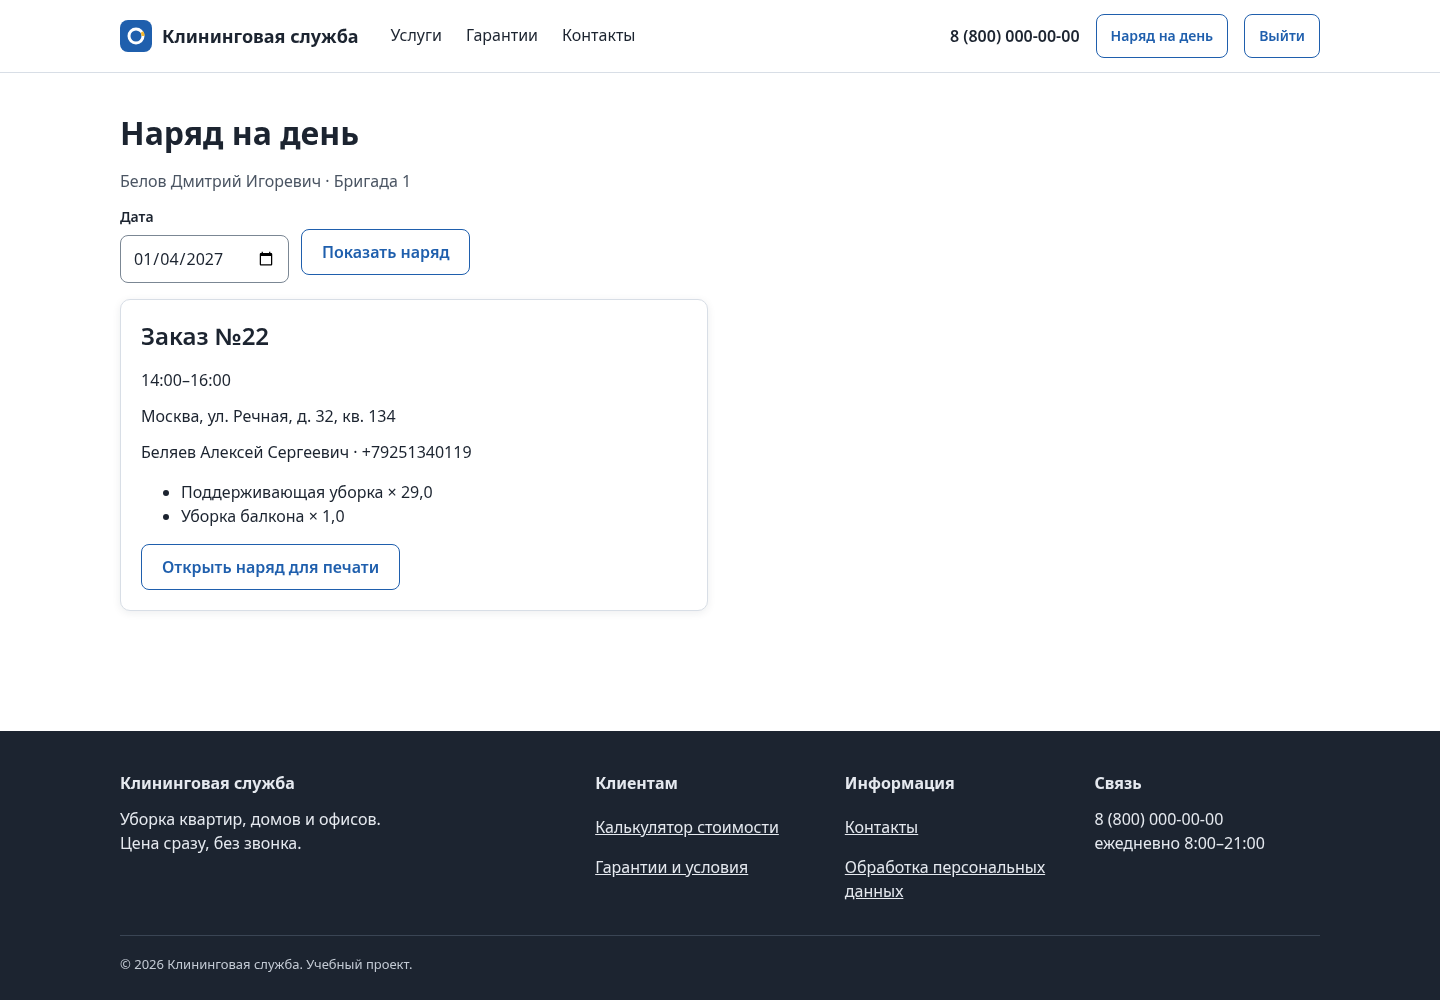 Клининговая служба
Услуги
Гарантии
Контакты
8 (800) 000-00-00
Наряд на день
Выйти
Наряд на день
Белов Дмитрий Игоревич · Бригада 1
Дата
01/04/2027
Показать наряд
Заказ №22
14:00–16:00
Москва, ул. Речная, д. 32, кв. 134
Беляев Алексей Сергеевич · +79251340119
Поддерживающая уборка × 29,0
Уборка балкона × 1,0
Открыть наряд для печати
Клининговая служба
Уборка квартир, домов и офисов.
Цена сразу, без звонка.
Клиентам
Калькулятор стоимости
Гарантии и условия
Информация
Контакты
Обработка персональных
данных
Связь
8 (800) 000-00-00
ежедневно 8:00–21:00
© 2026 Клининговая служба. Учебный проект.